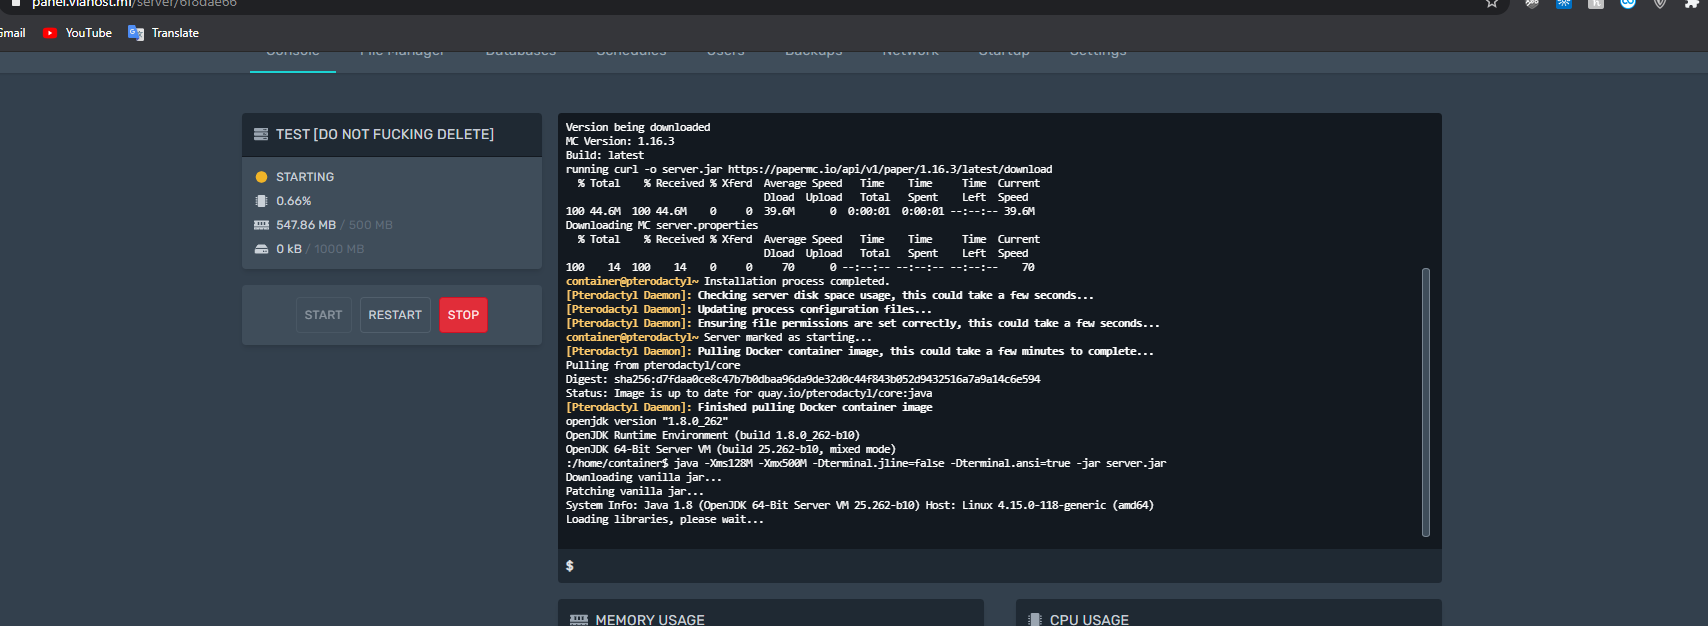 panel.vianost.ml/server/6f8dae66
Gmail
YouTube
Translate
Console
File Manager
Databases
Schedules
Users
Backups
Network
Startup
Settings
TEST [DO NOT FUCKING DELETE]
STARTING
0.66%
547.86 MB / 500 MB
0 kB / 1000 MB
START
RESTART
STOP
Version being downloaded
MC Version: 1.16.3
Build: latest
running curl -o server.jar https://papermc.io/api/v1/paper/1.16.3/latest/download
% Total % Received % Xferd Average Speed Time Time Time Current
Dload Upload Total Spent Left Speed
100 44.6M 100 44.6M 0 0 39.6M 0 0:00:01 0:00:01 --:--:-- 39.6M
Downloading MC server.properties
% Total % Received % Xferd Average Speed Time Time Time Current
Dload Upload Total Spent Left Speed
100 14 100 14 0 0 70 0 --:--:-- --:--:-- --:--:-- 70
container@pterodactyl~ Installation process completed.
[Pterodactyl Daemon]: Checking server disk space usage, this could take a few seconds...
[Pterodactyl Daemon]: Updating process configuration files...
[Pterodactyl Daemon]: Ensuring file permissions are set correctly, this could take a few seconds...
container@pterodactyl~ Server marked as starting...
[Pterodactyl Daemon]: Pulling Docker container image, this could take a few minutes to complete...
Pulling from pterodactyl/core
Digest: sha256:d7fdaa0ce8c47b7b0dbaa96da9de32d0c44f843b052d9432516a7a9a14c6e594
Status: Image is up to date for quay.io/pterodactyl/core:java
[Pterodactyl Daemon]: Finished pulling Docker container image
openjdk version "1.8.0_262"
OpenJDK Runtime Environment (build 1.8.0_262-b10)
OpenJDK 64-Bit Server VM (build 25.262-b10, mixed mode)
:/home/container$ java -Xms128M -Xmx500M -Dterminal.jline=false -Dterminal.ansi=true -jar server.jar
Downloading vanilla jar...
Patching vanilla jar...
System Info: Java 1.8 (OpenJDK 64-Bit Server VM 25.262-b10) Host: Linux 4.15.0-118-generic (amd64)
Loading libraries, please wait...
$
MEMORY USAGE
CPU USAGE